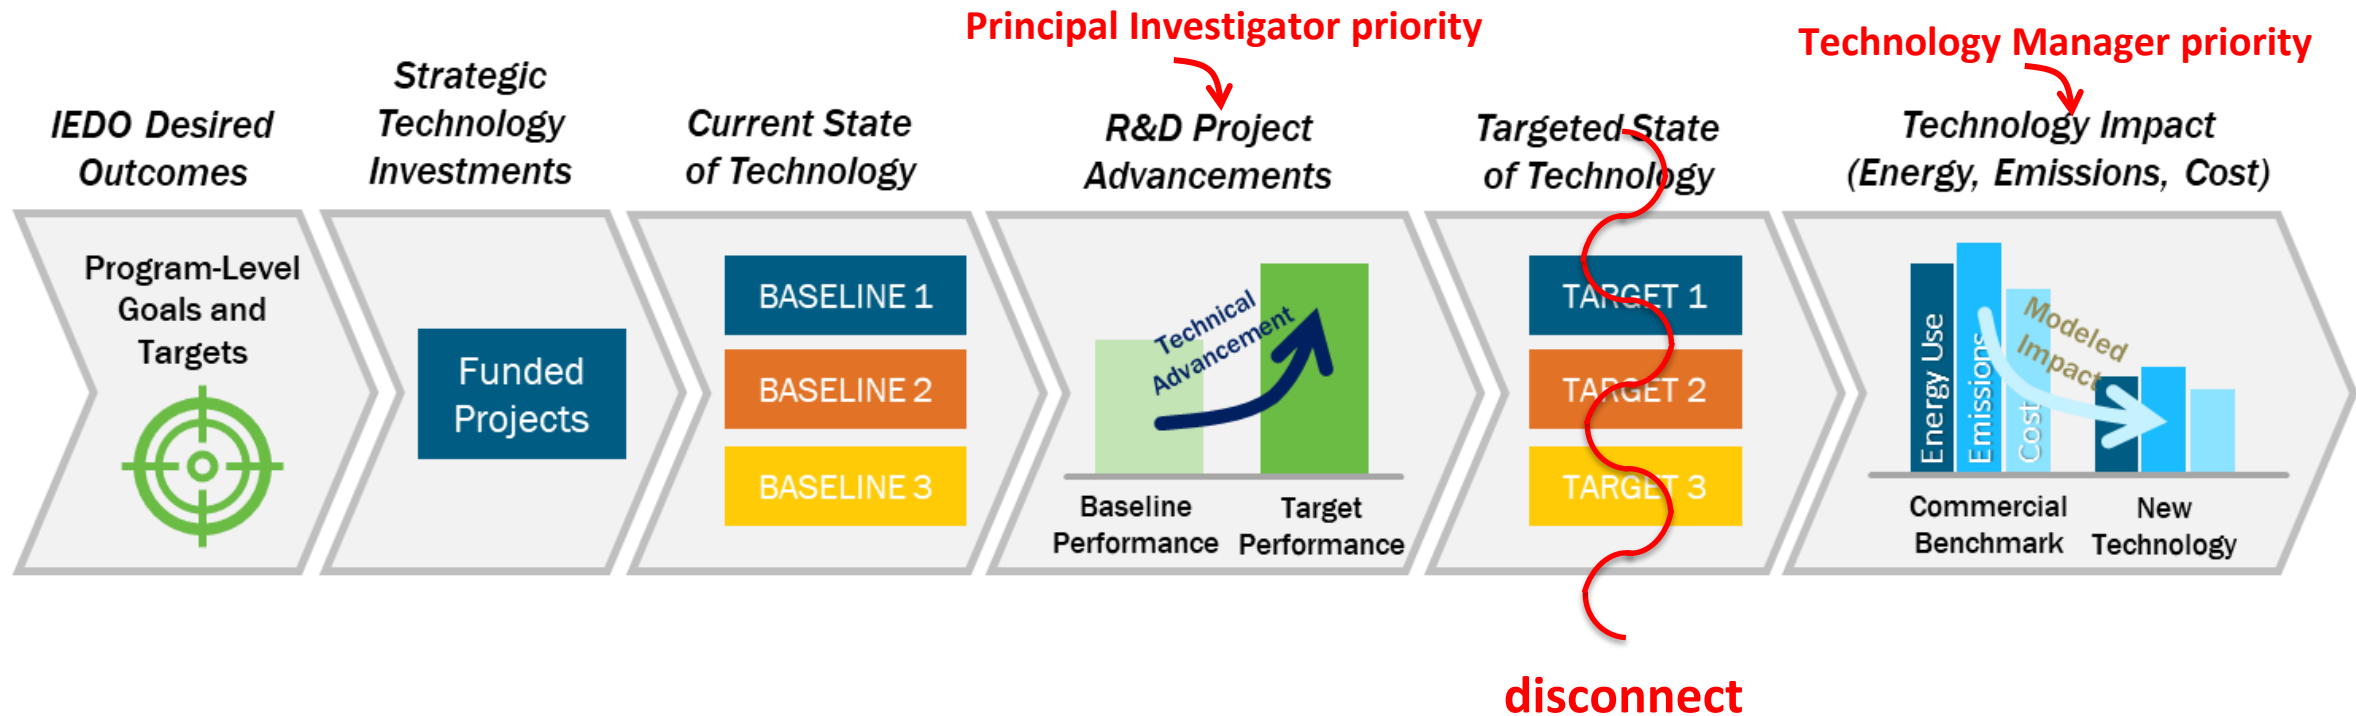 Principal Investigator priority
Technology Manager priority
IEDO Desired
Outcomes
Strategic
Technology
Investments
Current State
of Technology
R&D Project
Advancements
Targeted State
of Technology
Technology Impact
(Energy, Emissions, Cost)
Program-Level
Goals and
Targets
Funded
Projects
BASELINE 1
BASELINE 2
BASELINE 3
Technical
Advancement
Baseline
Performance
Target
Performance
TARGET 1
TARGET 2
TARGET 3
Energy Use
Emissions
Cost
Modeled
Impact
Commercial
Benchmark
New
Technology
disconnect